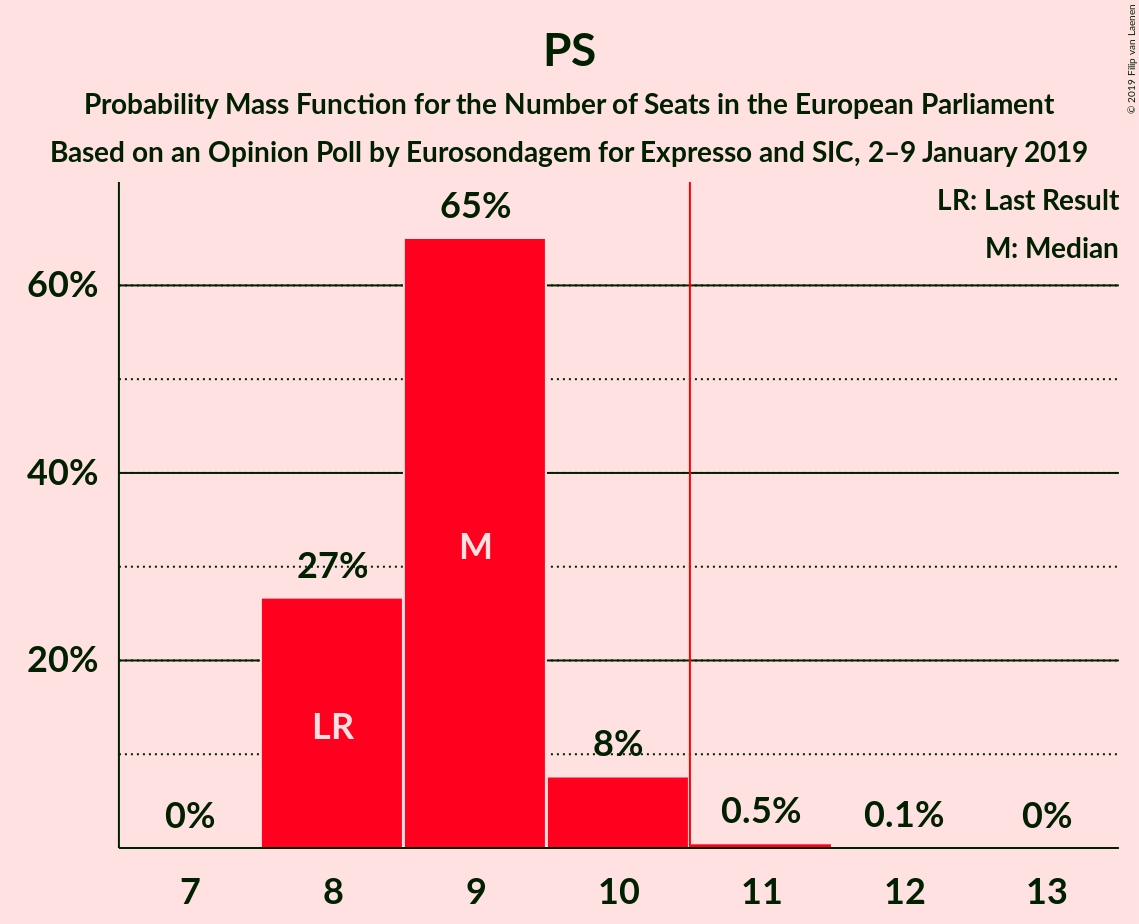 PS
Probability Mass Function for the Number of Seats in the European Parliament
Based on an Opinion Poll by Eurosondagem for Expresso and SIC, 2–9 January 2019
© 2019 Filip van Laenen
LR: Last Result
M: Median
65%
60%
40%
M
27%
20%
LR
8%
0%
0.5%
0.1%
0%
7 8 9 10 11 12 13